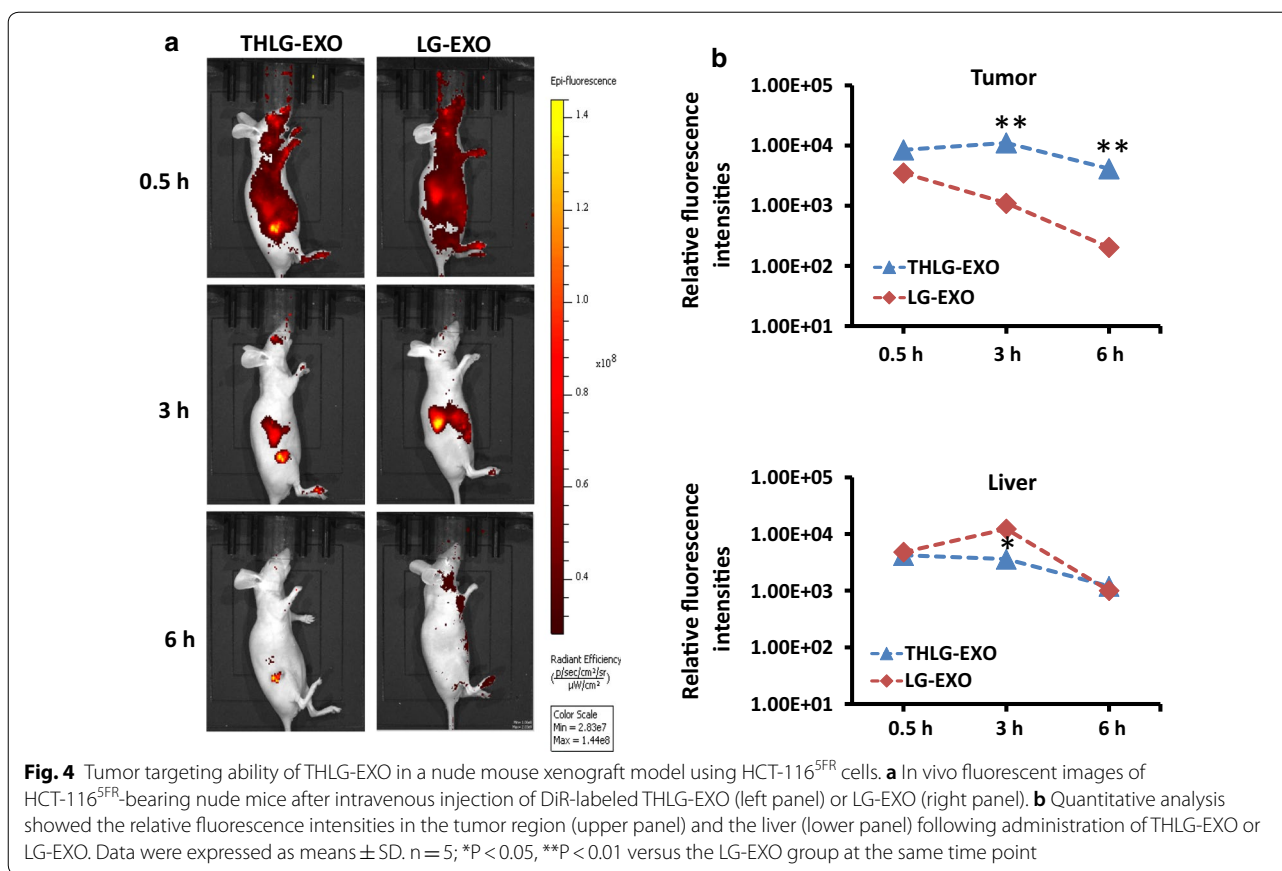 a
THLG-EXO
LG-EXO
0.5 h
3 h
6 h
Epi-fluorescence
1.4
1.2
1.0
x10⁸
0.8
0.6
0.4
Radiant Efficiency
(p/sec/cm²/sr
µW/cm²)
Color Scale
Min = 2.83e7
Max = 1.44e8
b
Tumor
Relative fluorescence
intensities
1.00E+05
1.00E+04
1.00E+03
1.00E+02
1.00E+01
**
**
THLG-EXO
LG-EXO
0.5 h 3 h 6 h
Liver
Relative fluorescence
intensities
1.00E+05
1.00E+04
1.00E+03
1.00E+02
1.00E+01
*
THLG-EXO
LG-EXO
0.5 h 3 h 6 h
Fig. 4 Tumor targeting ability of THLG-EXO in a nude mouse xenograft model using HCT-116⁵ᶠᴿ cells. a In vivo fluorescent images of
HCT-116⁵ᶠᴿ-bearing nude mice after intravenous injection of DiR-labeled THLG-EXO (left panel) or LG-EXO (right panel). b Quantitative analysis
showed the relative fluorescence intensities in the tumor region (upper panel) and the liver (lower panel) following administration of THLG-EXO or
LG-EXO. Data were expressed as means ± SD. n = 5; *P < 0.05, **P < 0.01 versus the LG-EXO group at the same time point